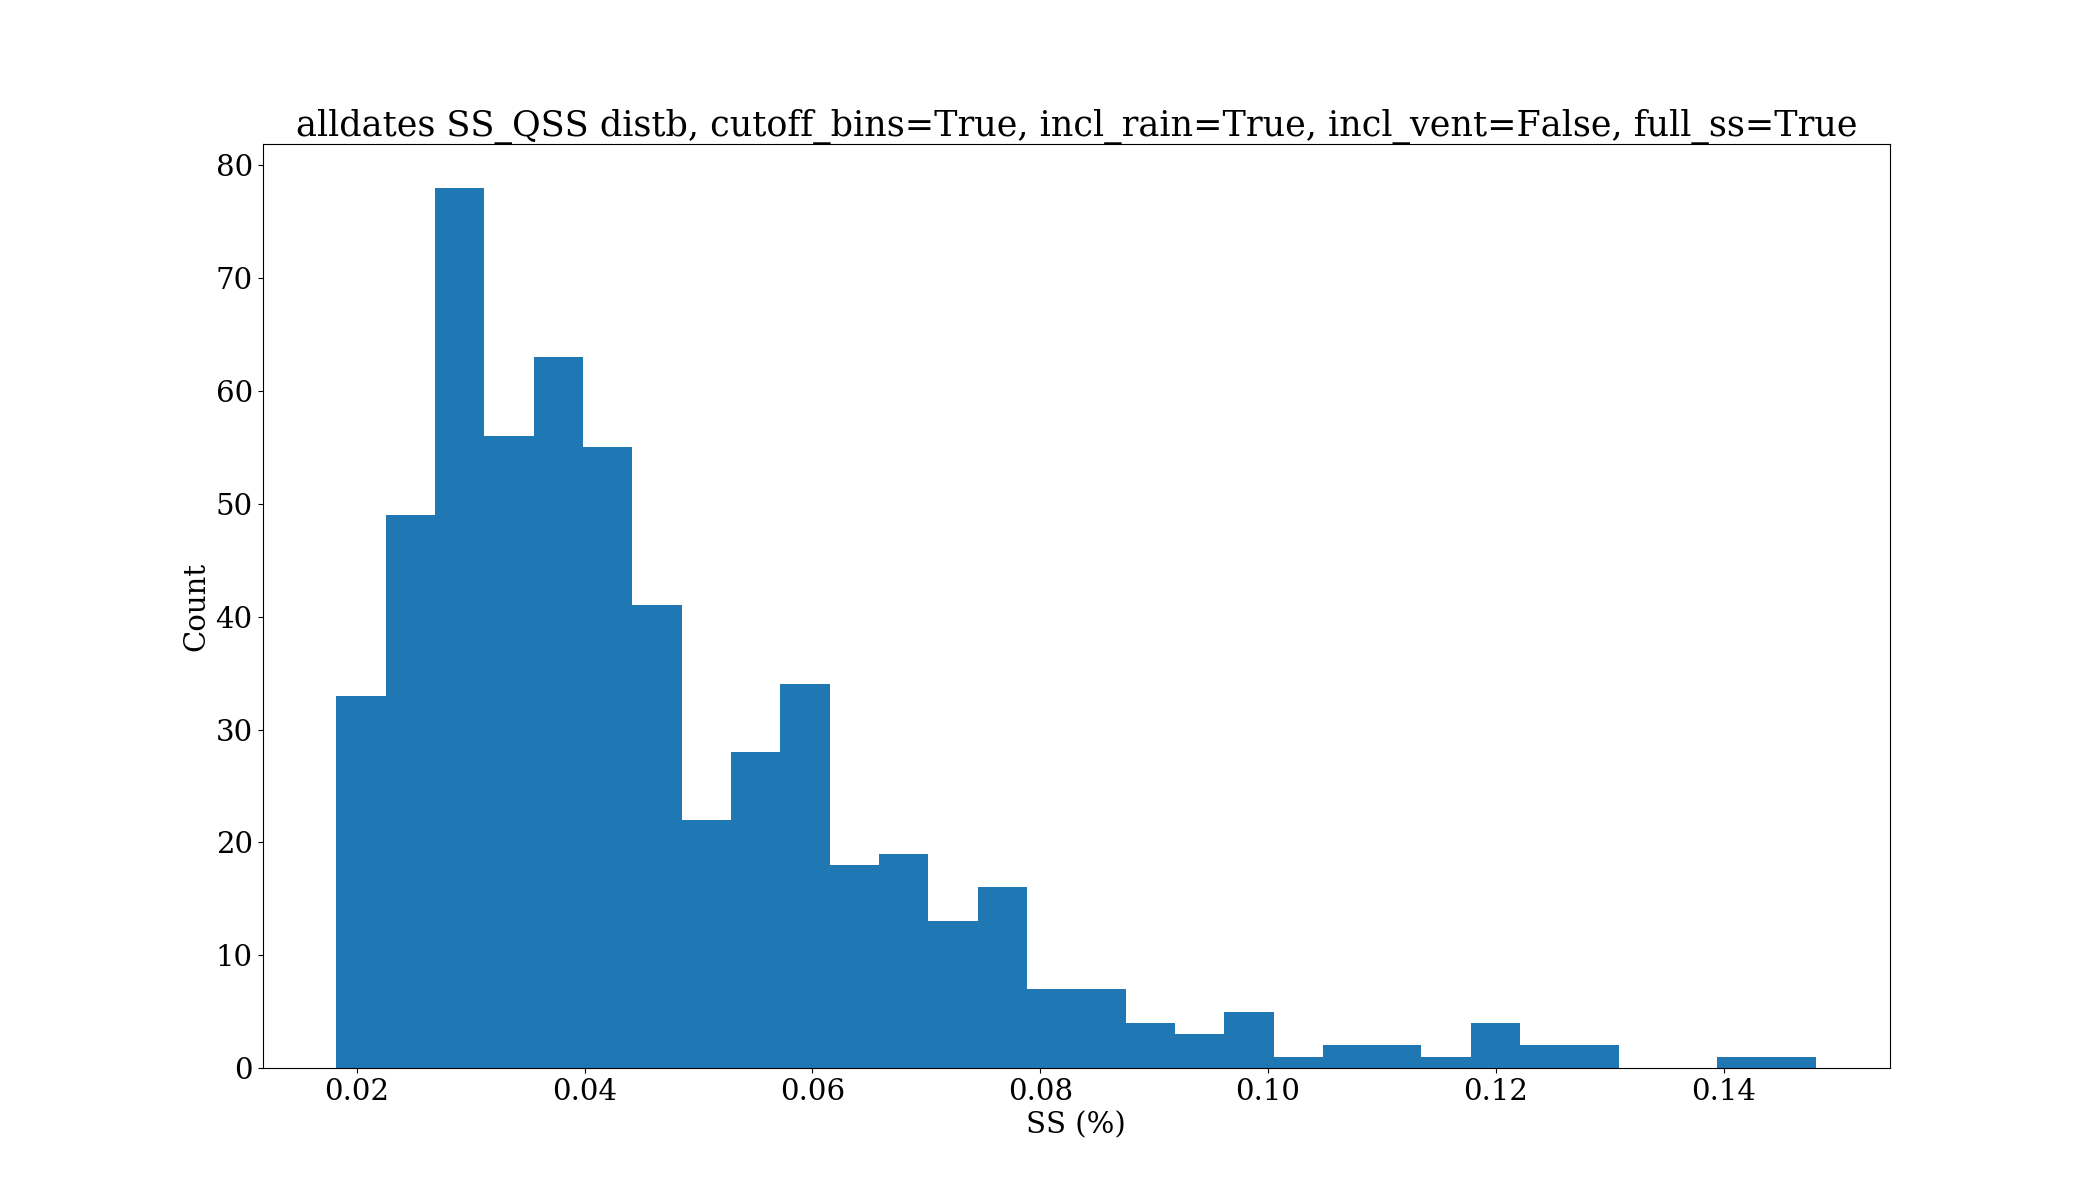 alldates SS_QSS distb, cutoff_bins=True, incl_rain=True, incl_vent=False, full_ss=True
80
70
60
50
40
30
20
10
0
Count
0.02 0.04 0.06 0.08 0.10 0.12 0.14
SS (%)